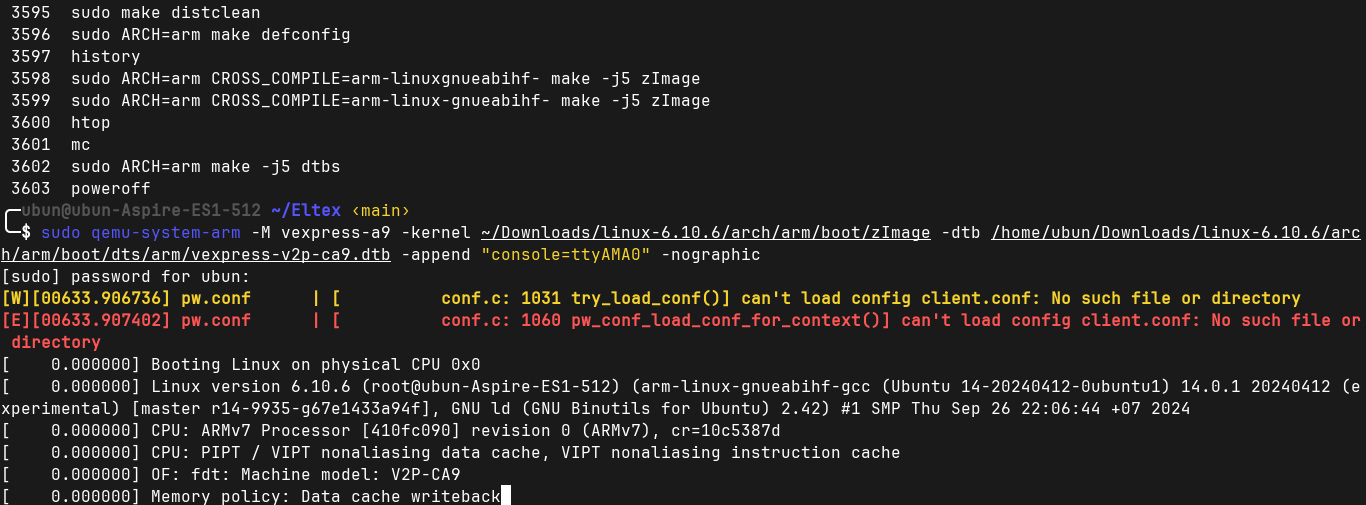 3595  sudo make distclean
3596  sudo ARCH=arm make defconfig
3597  history
3598  sudo ARCH=arm CROSS_COMPILE=arm-linuxgnueabihf- make -j5 zImage
3599  sudo ARCH=arm CROSS_COMPILE=arm-linux-gnueabihf- make -j5 zImage
3600  htop
3601  mc
3602  sudo ARCH=arm make -j5 dtbs
3603  poweroff
ubun@ubun-Aspire-ES1-512 ~/Eltex ‹main›
$ sudo qemu-system-arm -M vexpress-a9 -kernel ~/Downloads/linux-6.10.6/arch/arm/boot/zImage -dtb /home/ubun/Downloads/linux-6.10.6/arc
h/arm/boot/dts/arm/vexpress-v2p-ca9.dtb -append "console=ttyAMA0" -nographic
[sudo] password for ubun:
[W][00633.906736] pw.conf      | [          conf.c: 1031 try_load_conf()] can't load config client.conf: No such file or directory
[E][00633.907402] pw.conf      | [          conf.c: 1060 pw_conf_load_conf_for_context()] can't load config client.conf: No such file or
directory
[    0.000000] Booting Linux on physical CPU 0x0
[    0.000000] Linux version 6.10.6 (root@ubun-Aspire-ES1-512) (arm-linux-gnueabihf-gcc (Ubuntu 14-20240412-0ubuntu1) 14.0.1 20240412 (e
xperimental) [master r14-9935-g67e1433a94f], GNU ld (GNU Binutils for Ubuntu) 2.42) #1 SMP Thu Sep 26 22:06:44 +07 2024
[    0.000000] CPU: ARMv7 Processor [410fc090] revision 0 (ARMv7), cr=10c5387d
[    0.000000] CPU: PIPT / VIPT nonaliasing data cache, VIPT nonaliasing instruction cache
[    0.000000] OF: fdt: Machine model: V2P-CA9
[    0.000000] Memory policy: Data cache writeback